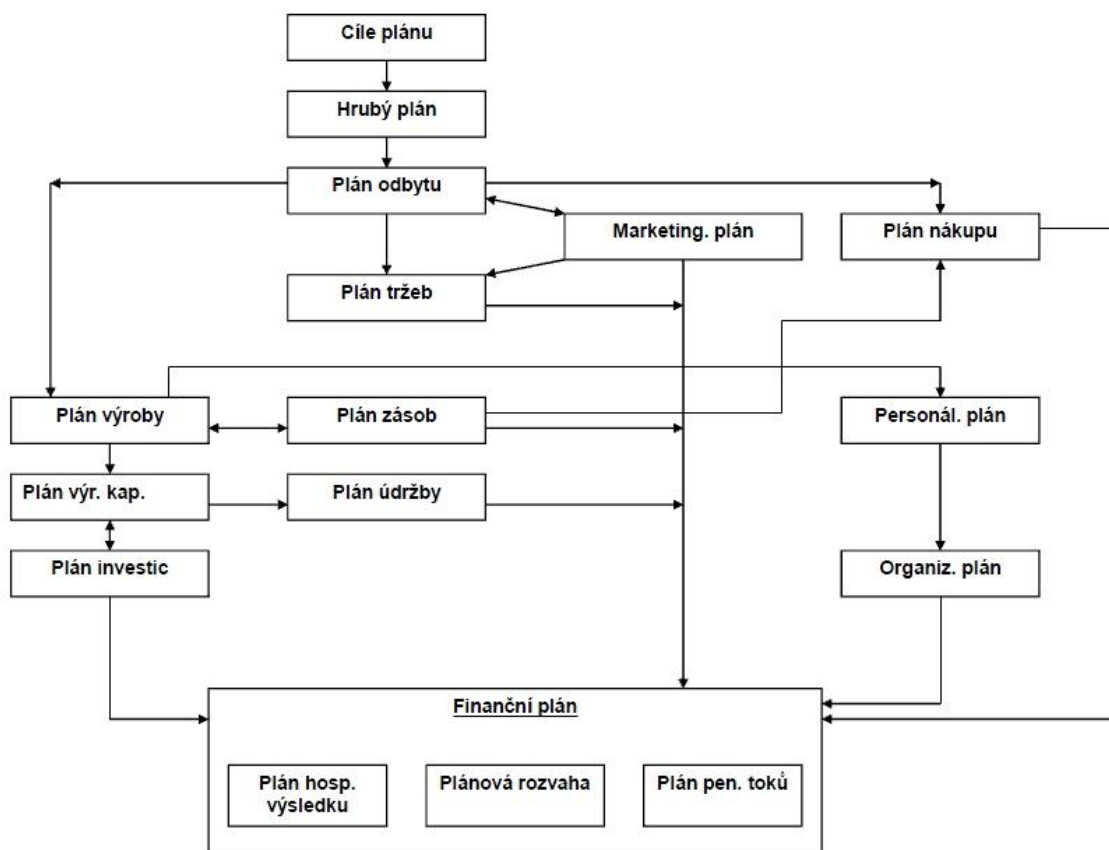 Cíle plánu
Hrubý plán
Plán odbytu
Marketing. plán
Plán nákupu
Plán tržeb
Plán výroby
Plán zásob
Personál. plán
Plán výr. kap.
Plán údržby
Plán investic
Organiz. plán
Finanční plán
Plán hosp.
výsledku
Plánová rozvaha
Plán pen. toků